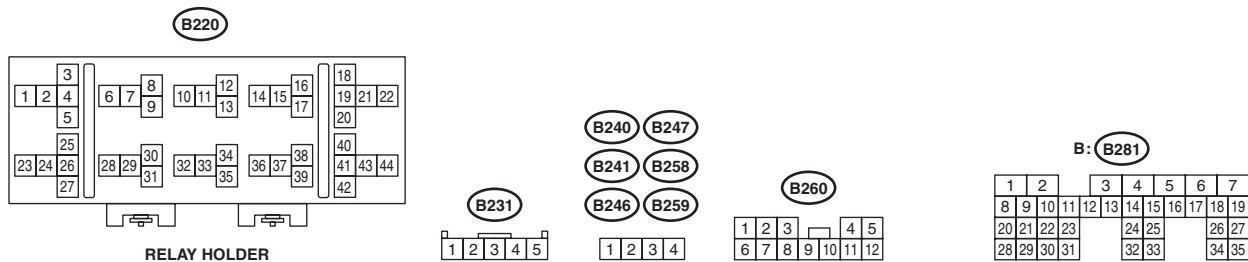 B220
3 8 12 16 18
1 2 4 6 7 9 10 11 13 14 15 17 19 21 22
5 20
25 30 34 38 40
23 24 26 28 29 31 32 33 35 36 37 39 41 43 44
27 42
RELAY HOLDER
B231
1 2 3 4 5
B240 B247
B241 B258
B246 B259
1 2 3 4
B260
1 2 3 4 5
6 7 8 9 10 11 12
B: B281
1 2 3 4 5 6 7
8 9 10 11 12 13 14 15 16 17 18 19
20 21 22 23 24 25 26 27
28 29 30 31 32 33 34 35